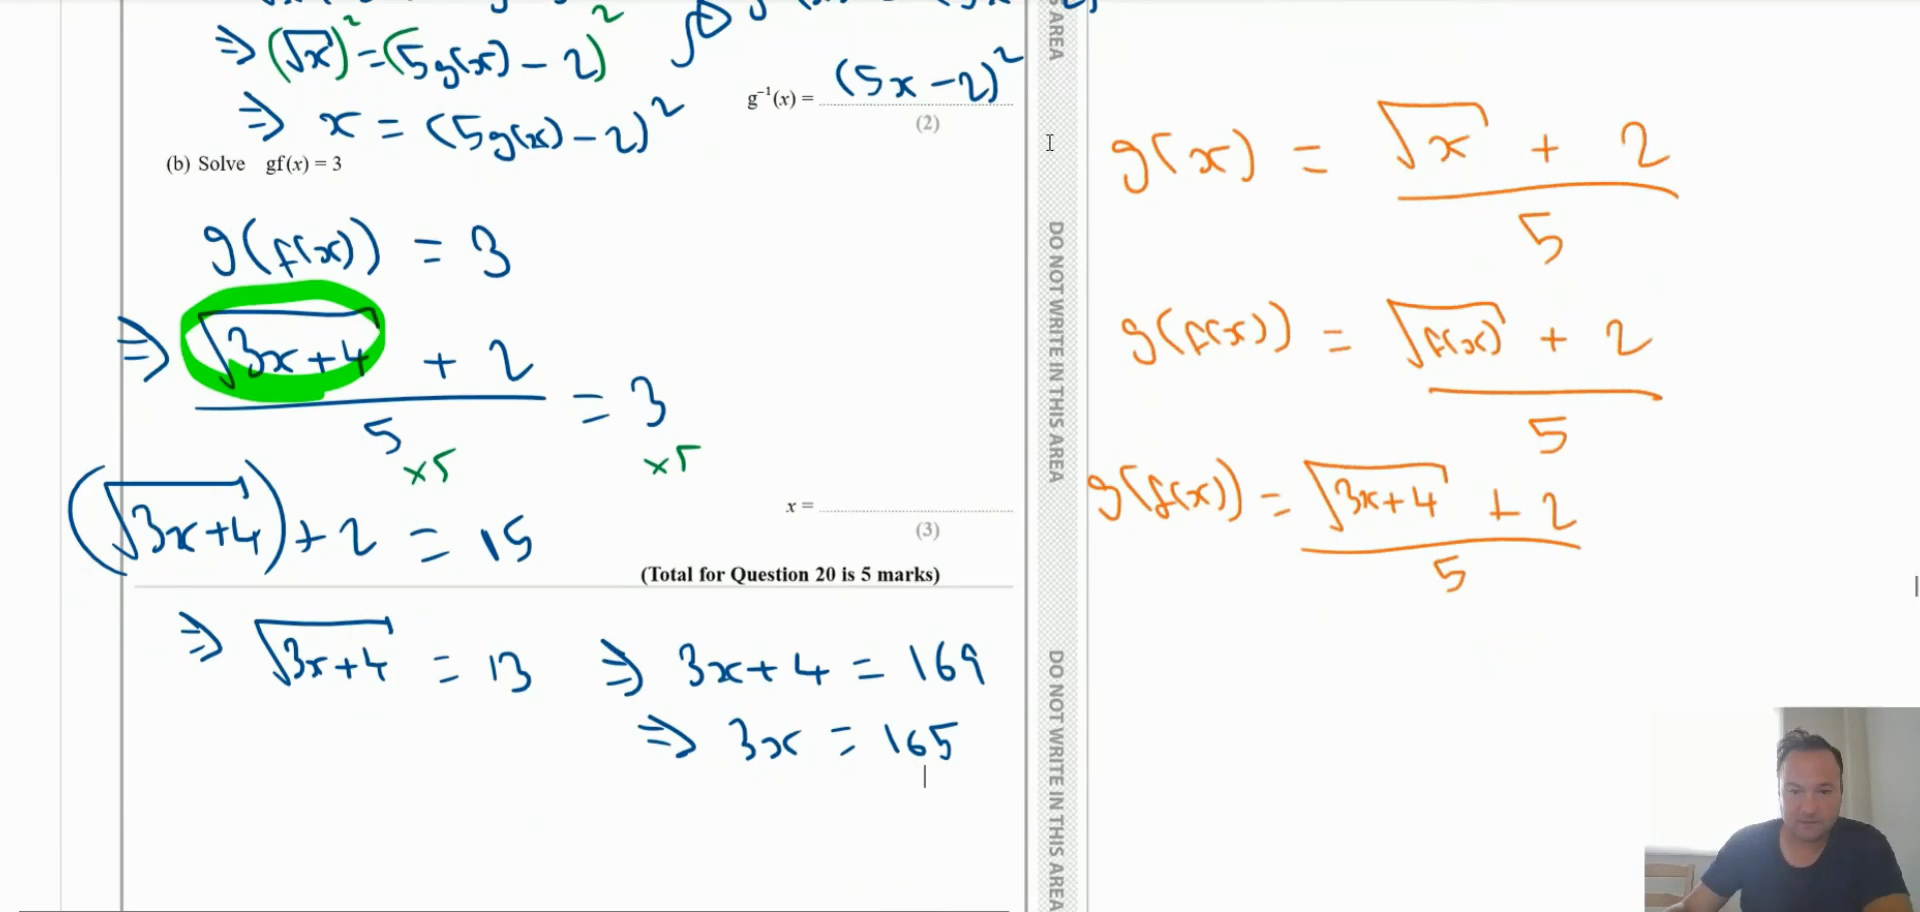 ⇒ (√x)² = (5g(x) − 2)²
⇒ x = (5g(x) − 2)²
g⁻¹(x) = (5x − 2)²
(2)
(b) Solve gf(x) = 3
g(f(x)) = 3
⇒ (√(3x+4) + 2)/5 = 3
×5 ×5
(√(3x+4)) + 2 = 15
x =
(3)
(Total for Question 20 is 5 marks)
⇒ √(3x+4) = 13 ⇒ 3x+4 = 169
⇒ 3x = 165
S AREA
DO NOT WRITE IN THIS AREA
DO NOT WRITE IN THIS AREA
g(x) = (√x + 2)/5
g(f(x)) = (√f(x) + 2)/5
g(f(x)) = (√(3x+4) + 2)/5